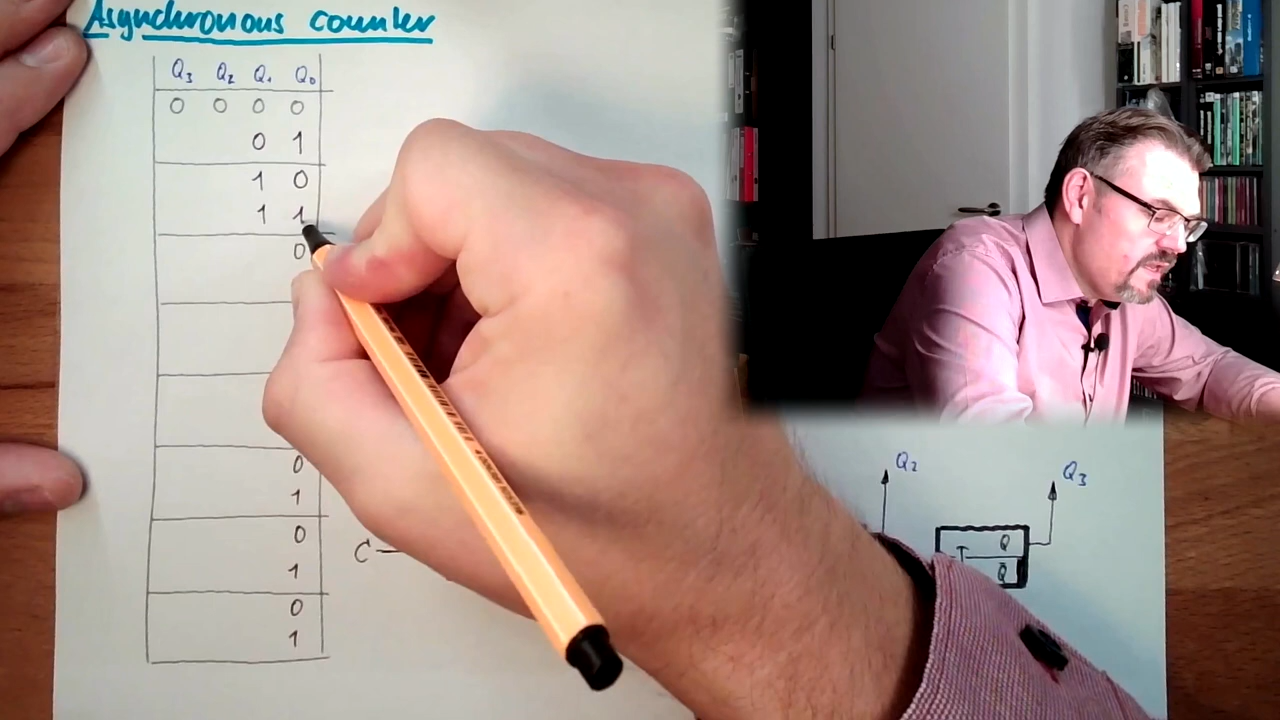 Asynchronous counter
Q3 Q2 Q1 Q0
0 0 0 0
0 1
1 0
1 1
0
0
1
0
1
0
1
C
Q2
Q3
T Q
Q̅